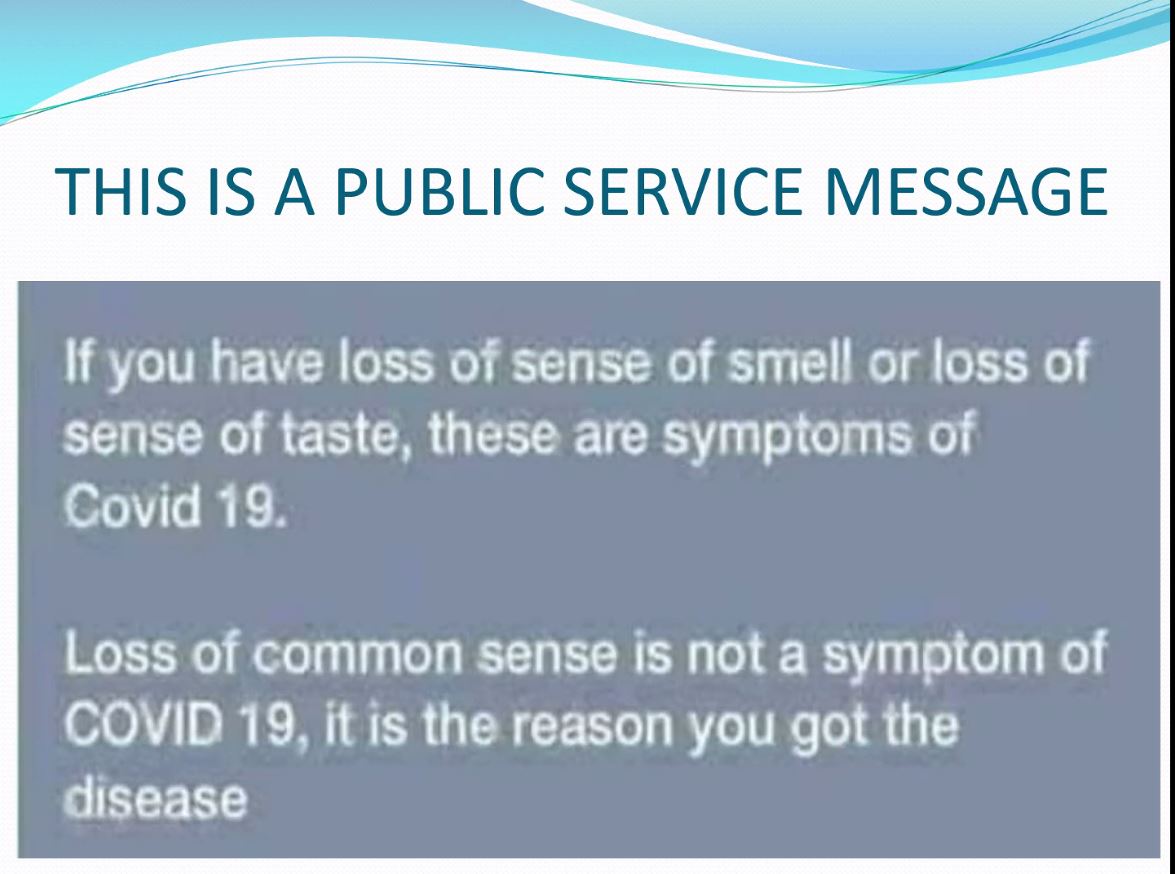 THIS IS A PUBLIC SERVICE MESSAGE
If you have loss of sense of smell or loss of
sense of taste, these are symptoms of
Covid 19.
Loss of common sense is not a symptom of
COVID 19, it is the reason you got the
disease